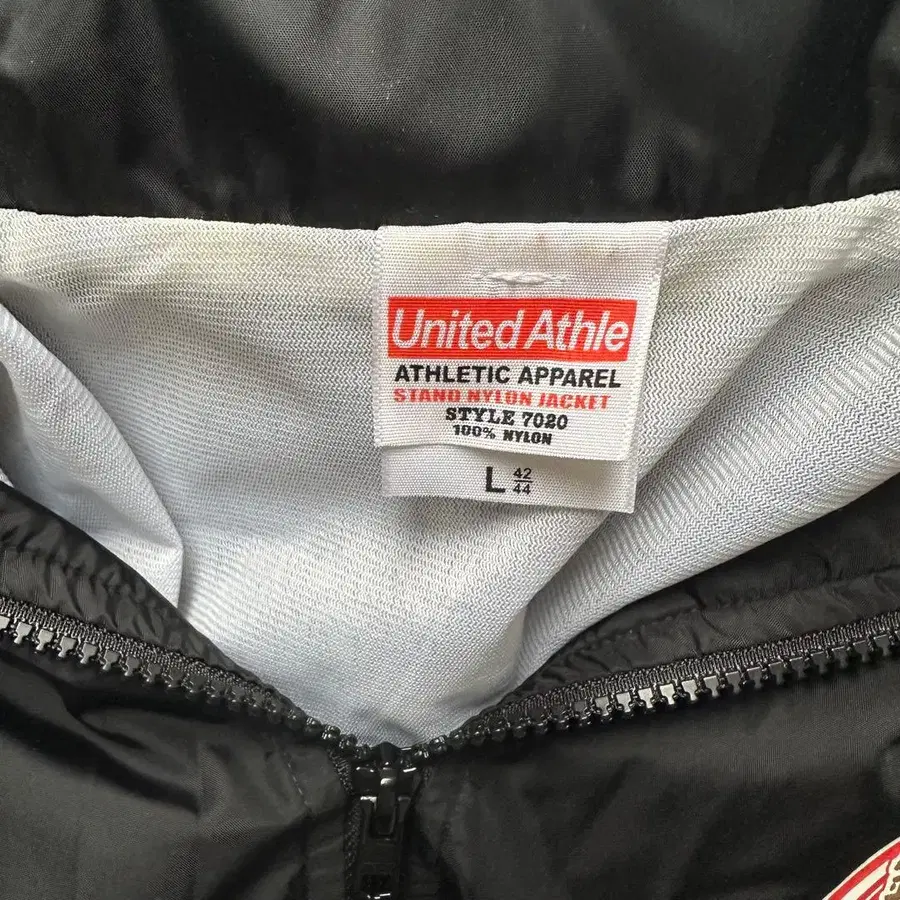 United Athle
ATHLETIC APPAREL
STAND NYLON JACKET
STYLE 7020
100% NYLON
L 42/44